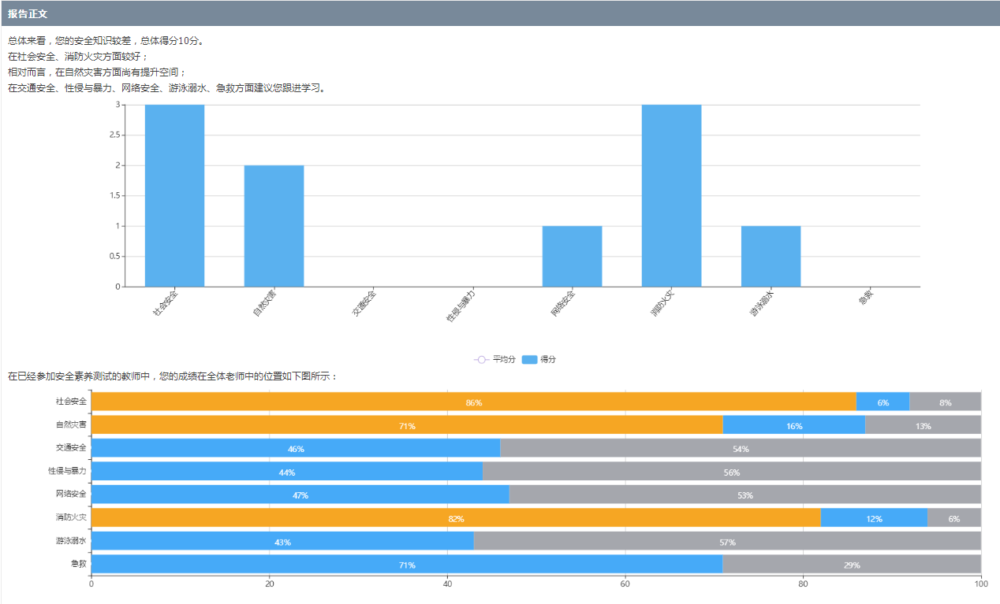 报告正文
总体来看，您的安全知识较差，总体得分10分。
在社会安全、消防火灾方面较好；
相对而言，在自然灾害方面尚有提升空间；
在交通安全、性侵与暴力、网络安全、游泳溺水、急救方面建议您跟进学习。
3
2.5
2
1.5
1
0.5
0
社会安全
自然灾害
交通安全
性侵与暴力
网络安全
消防火灾
游泳溺水
急救
平均分 得分
在已经参加安全素养测试的教师中，您的成绩在全体老师中的位置如下图所示：
社会安全 86% 6% 8%
自然灾害 71% 16% 13%
交通安全 46% 54%
性侵与暴力 44% 56%
网络安全 47% 53%
消防火灾 82% 12% 6%
游泳溺水 43% 57%
急救 71% 29%
0 20 40 60 80 100